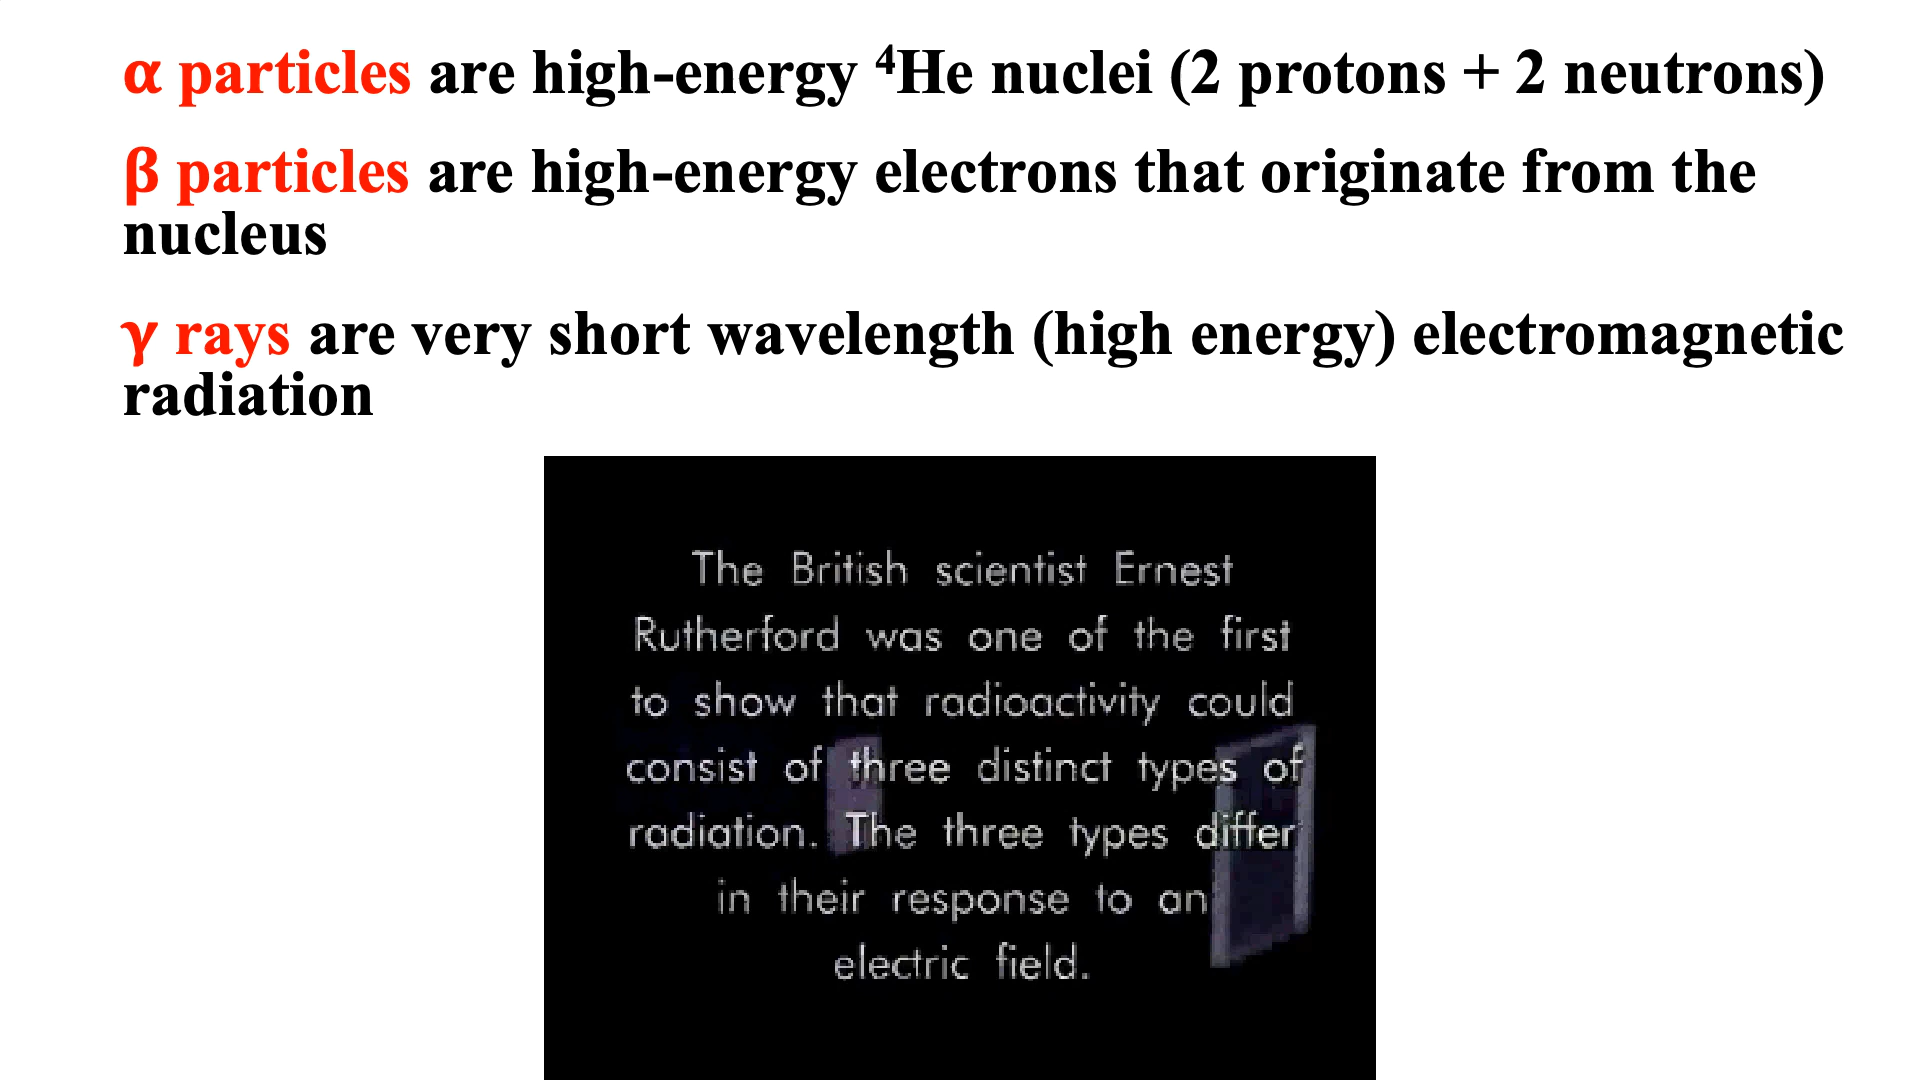 α particles are high-energy ⁴He nuclei (2 protons + 2 neutrons)
β particles are high-energy electrons that originate from the
nucleus
γ rays are very short wavelength (high energy) electromagnetic
radiation
The British scientist Ernest
Rutherford was one of the first
to show that radioactivity could
consist of three distinct types of
radiation. The three types differ
in their response to an
electric field.